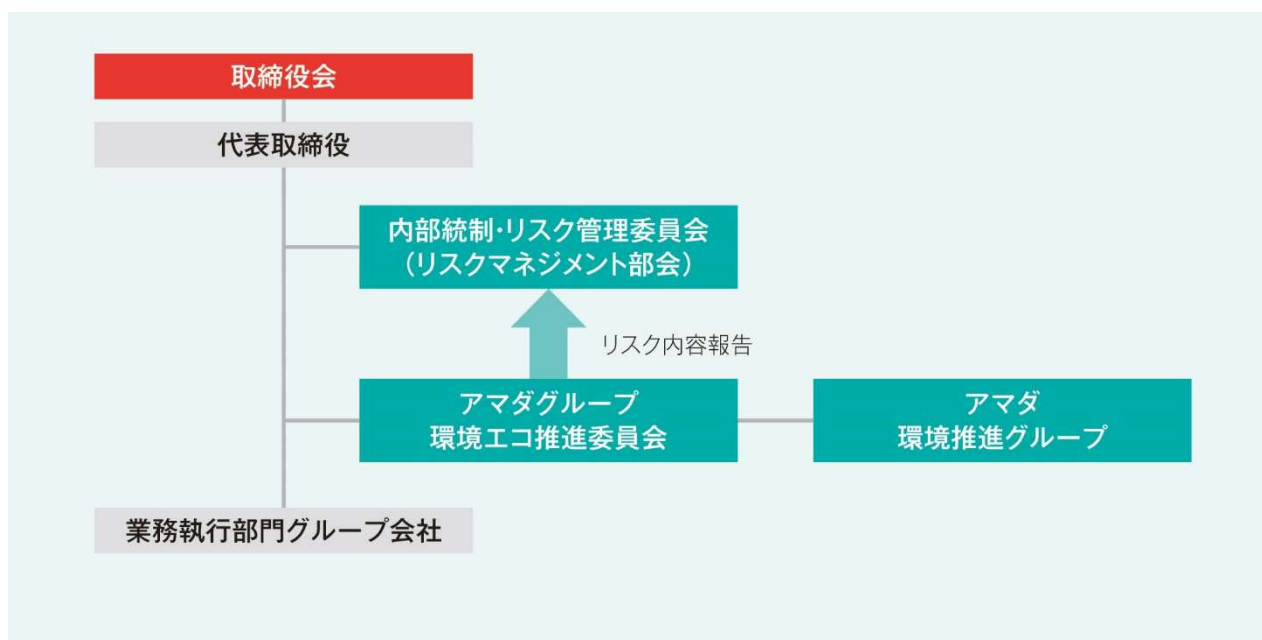 取締役会
代表取締役
内部統制・リスク管理委員会
（リスクマネジメント部会）
リスク内容報告
アマダグループ
環境エコ推進委員会
アマダ
環境推進グループ
業務執行部門グループ会社